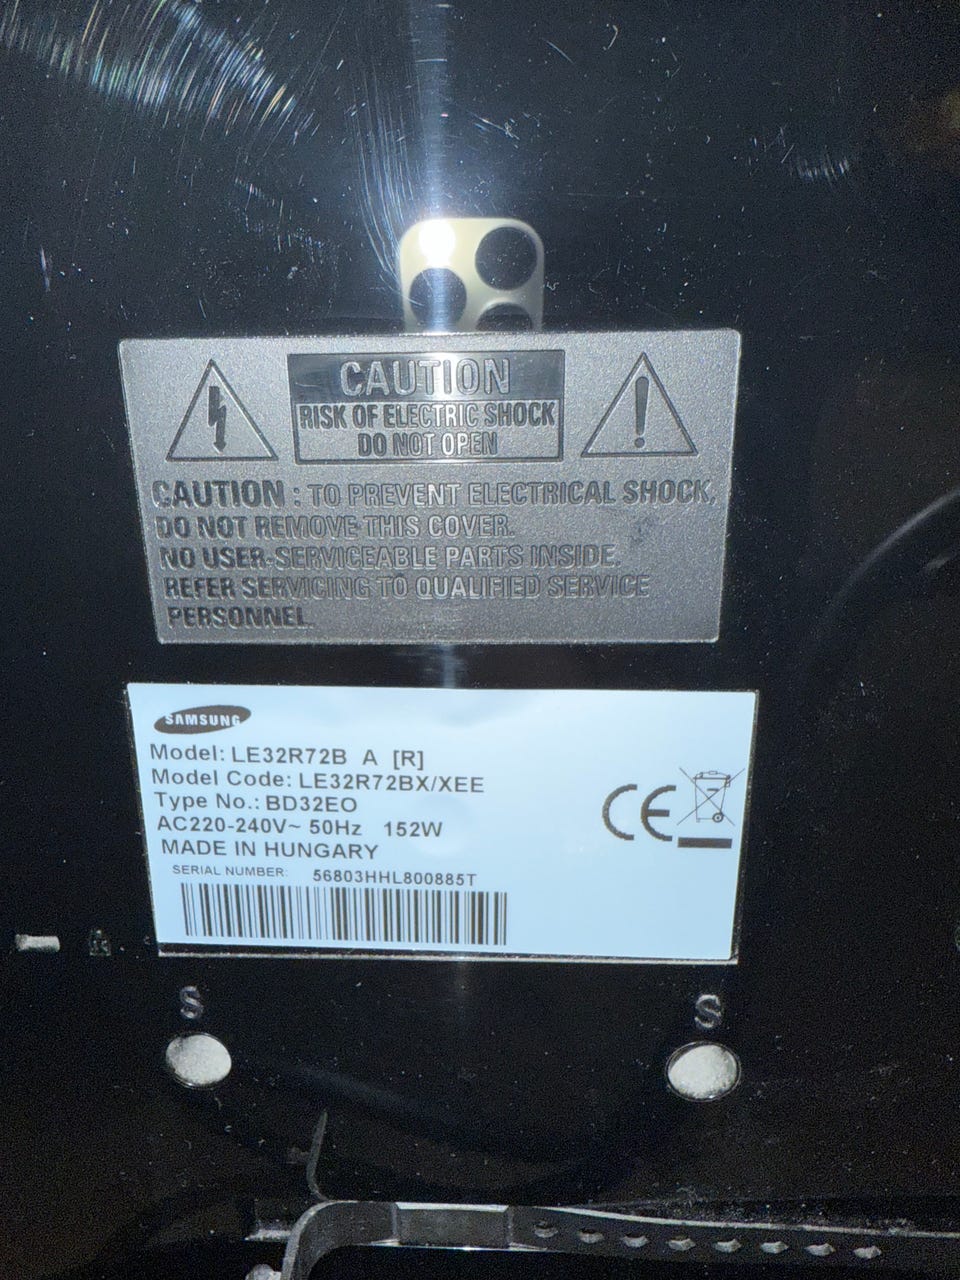 CAUTION
RISK OF ELECTRIC SHOCK
DO NOT OPEN
CAUTION : TO PREVENT ELECTRICAL SHOCK,
DO NOT REMOVE THIS COVER.
NO USER-SERVICEABLE PARTS INSIDE.
REFER SERVICING TO QUALIFIED SERVICE
PERSONNEL.
SAMSUNG
Model: LE32R72B A [R]
Model Code: LE32R72BX/XEE
Type No.: BD32EO
AC220-240V~ 50Hz 152W
MADE IN HUNGARY
SERIAL NUMBER: 56803HHL800885T
CE
S S